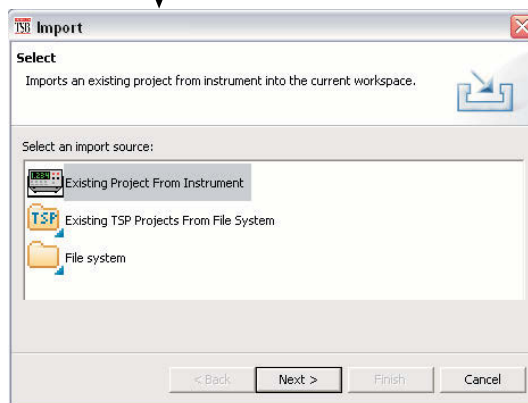 TSB Import
Select
Imports an existing project from instrument into the current workspace.
Select an import source:
Existing Project From Instrument
TSP Existing TSP Projects From File System
File system
< Back Next > Finish Cancel